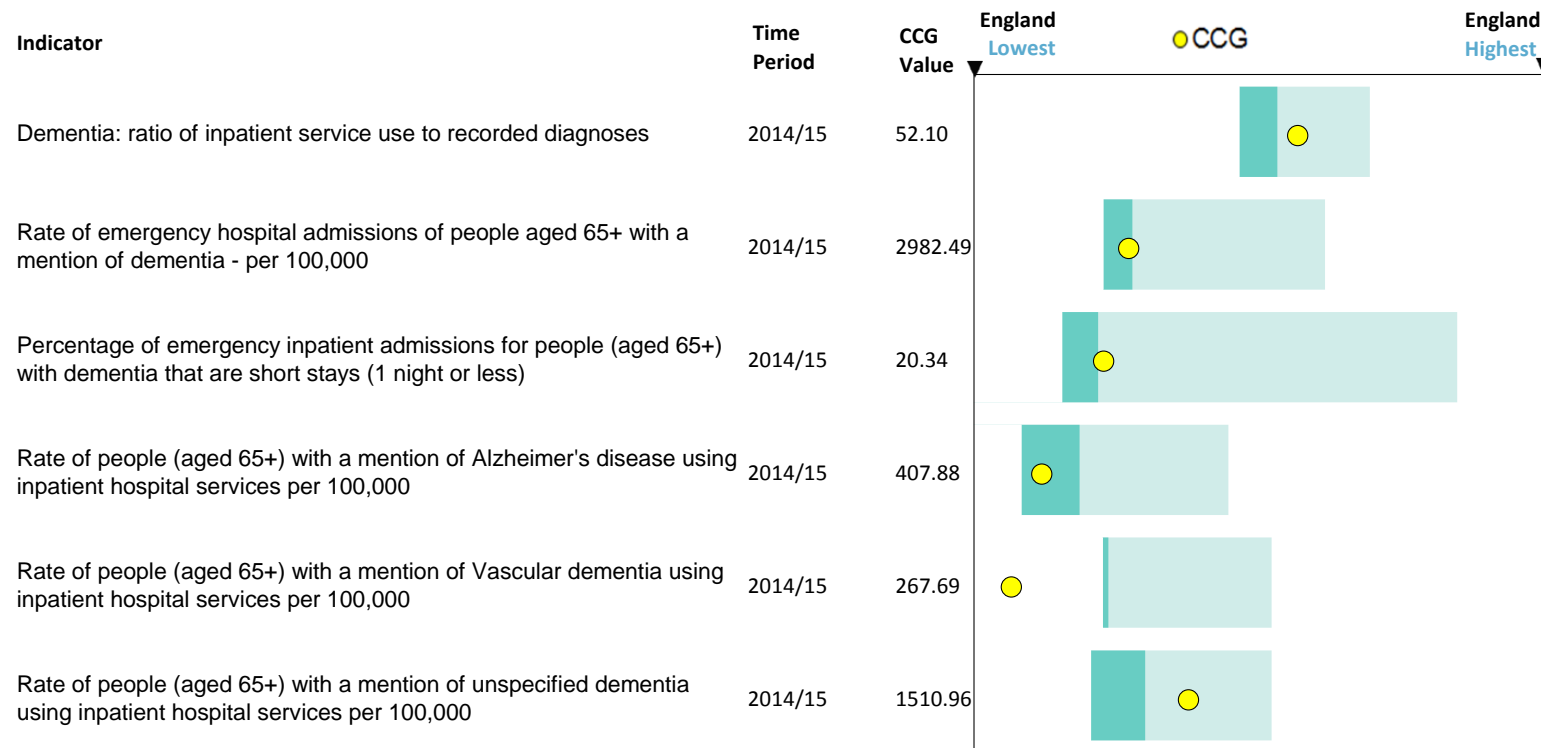 Indicator
Time
Period
CCG
Value
England
Lowest
CCG
England
Highest
Dementia: ratio of inpatient service use to recorded diagnoses
2014/15
52.10
Rate of emergency hospital admissions of people aged 65+ with a
mention of dementia - per 100,000
2014/15
2982.49
Percentage of emergency inpatient admissions for people (aged 65+)
with dementia that are short stays (1 night or less)
2014/15
20.34
Rate of people (aged 65+) with a mention of Alzheimer's disease using
inpatient hospital services per 100,000
2014/15
407.88
Rate of people (aged 65+) with a mention of Vascular dementia using
inpatient hospital services per 100,000
2014/15
267.69
Rate of people (aged 65+) with a mention of unspecified dementia
using inpatient hospital services per 100,000
2014/15
1510.96